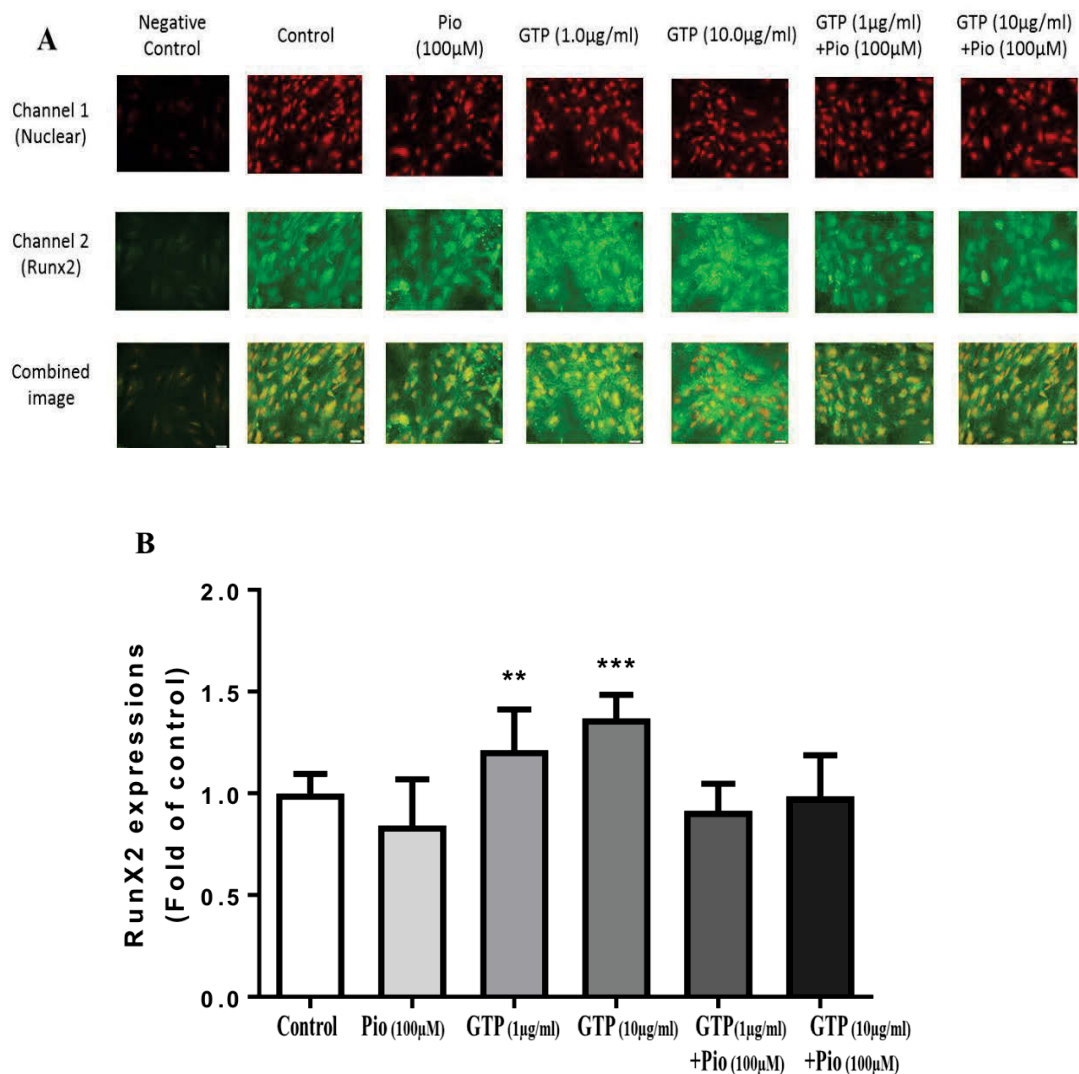 A
Negative
Control
Control
Pio
(100µM)
GTP (1.0µg/ml)
GTP (10.0µg/ml)
GTP (1µg/ml)
+Pio (100µM)
GTP (10µg/ml)
+Pio (100µM)
Channel 1
(Nuclear)
Channel 2
(Runx2)
Combined
image
B
RunX2 expressions
(Fold of control)
2.0
1.5
1.0
0.5
0.0
**
***
Control
Pio (100µM)
GTP (1µg/ml)
GTP (10µg/ml)
GTP (1µg/ml)
+Pio (100µM)
GTP (10µg/ml)
+Pio (100µM)